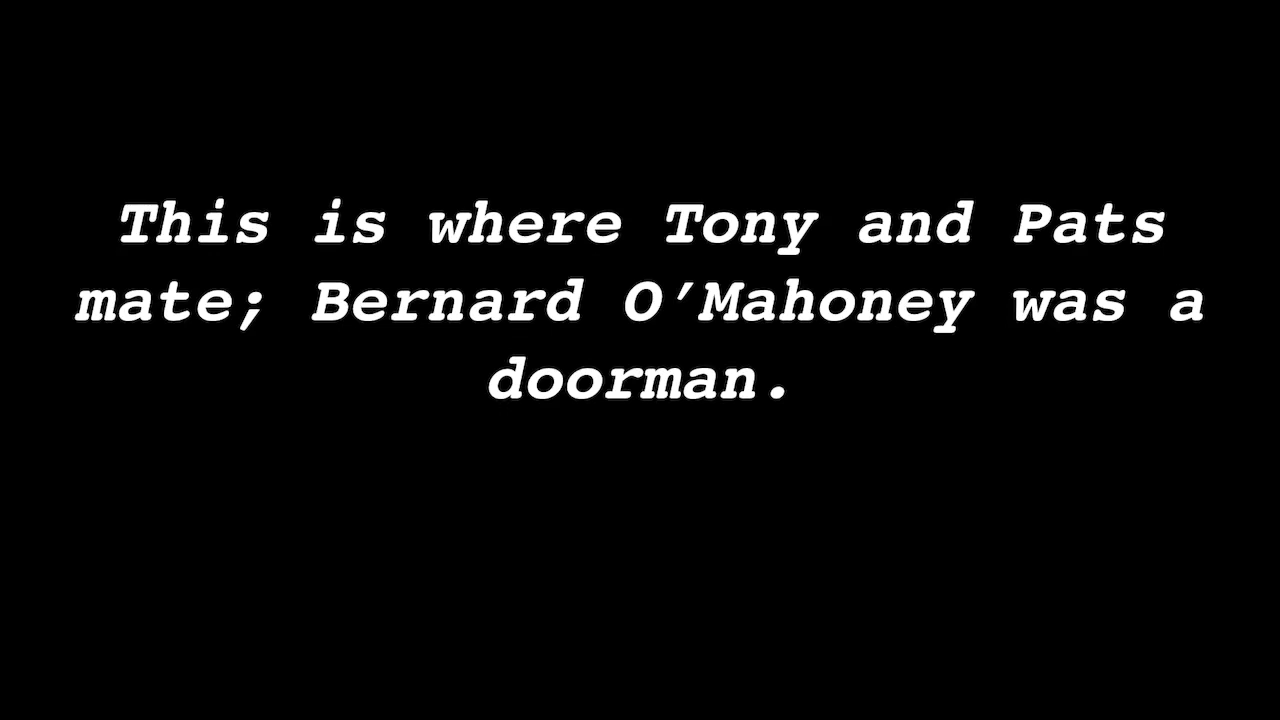 This is where Tony and Pats
mate; Bernard O’Mahoney was a
doorman.